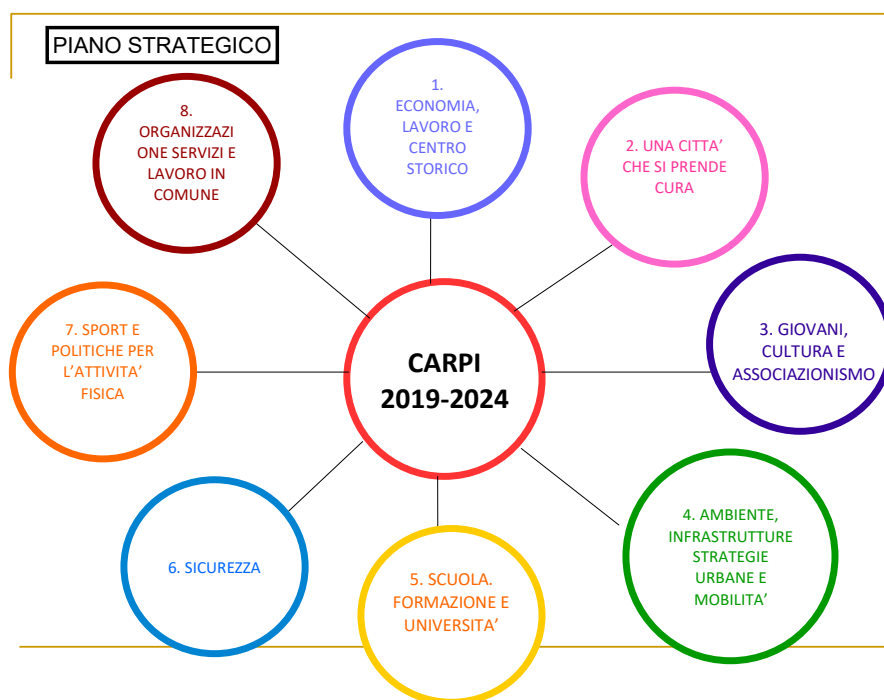 PIANO STRATEGICO
1.
ECONOMIA,
LAVORO E
CENTRO
STORICO
2. UNA CITTA’
CHE SI PRENDE
CURA
3. GIOVANI,
CULTURA E
ASSOCIAZIONISMO
4. AMBIENTE,
INFRASTRUTTURE
STRATEGIE
URBANE E
MOBILITA’
5. SCUOLA.
FORMAZIONE E
UNIVERSITA’
6. SICUREZZA
7. SPORT E
POLITICHE PER
L’ATTIVITA’
FISICA
8.
ORGANIZZAZI
ONE SERVIZI E
LAVORO IN
COMUNE
CARPI
2019-2024